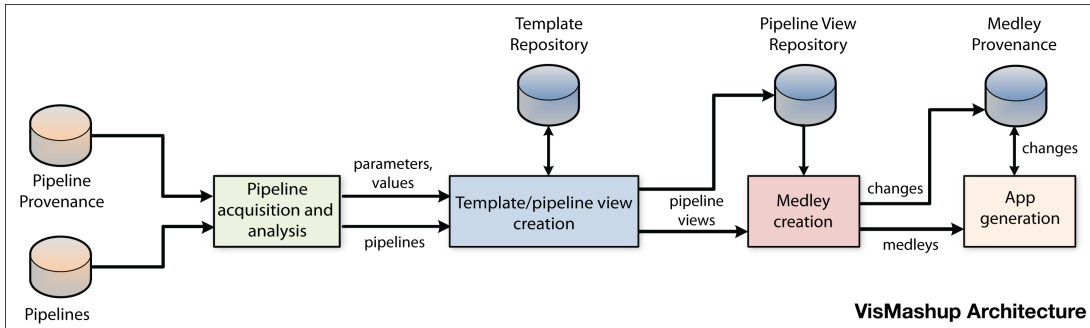 Template
Repository
Pipeline View
Repository
Medley
Provenance
Pipeline
Provenance
Pipelines
Pipeline
acquisition and
analysis
parameters,
values
pipelines
Template/pipeline view
creation
pipeline
views
Medley
creation
changes
medleys
changes
App
generation
VisMashup Architecture